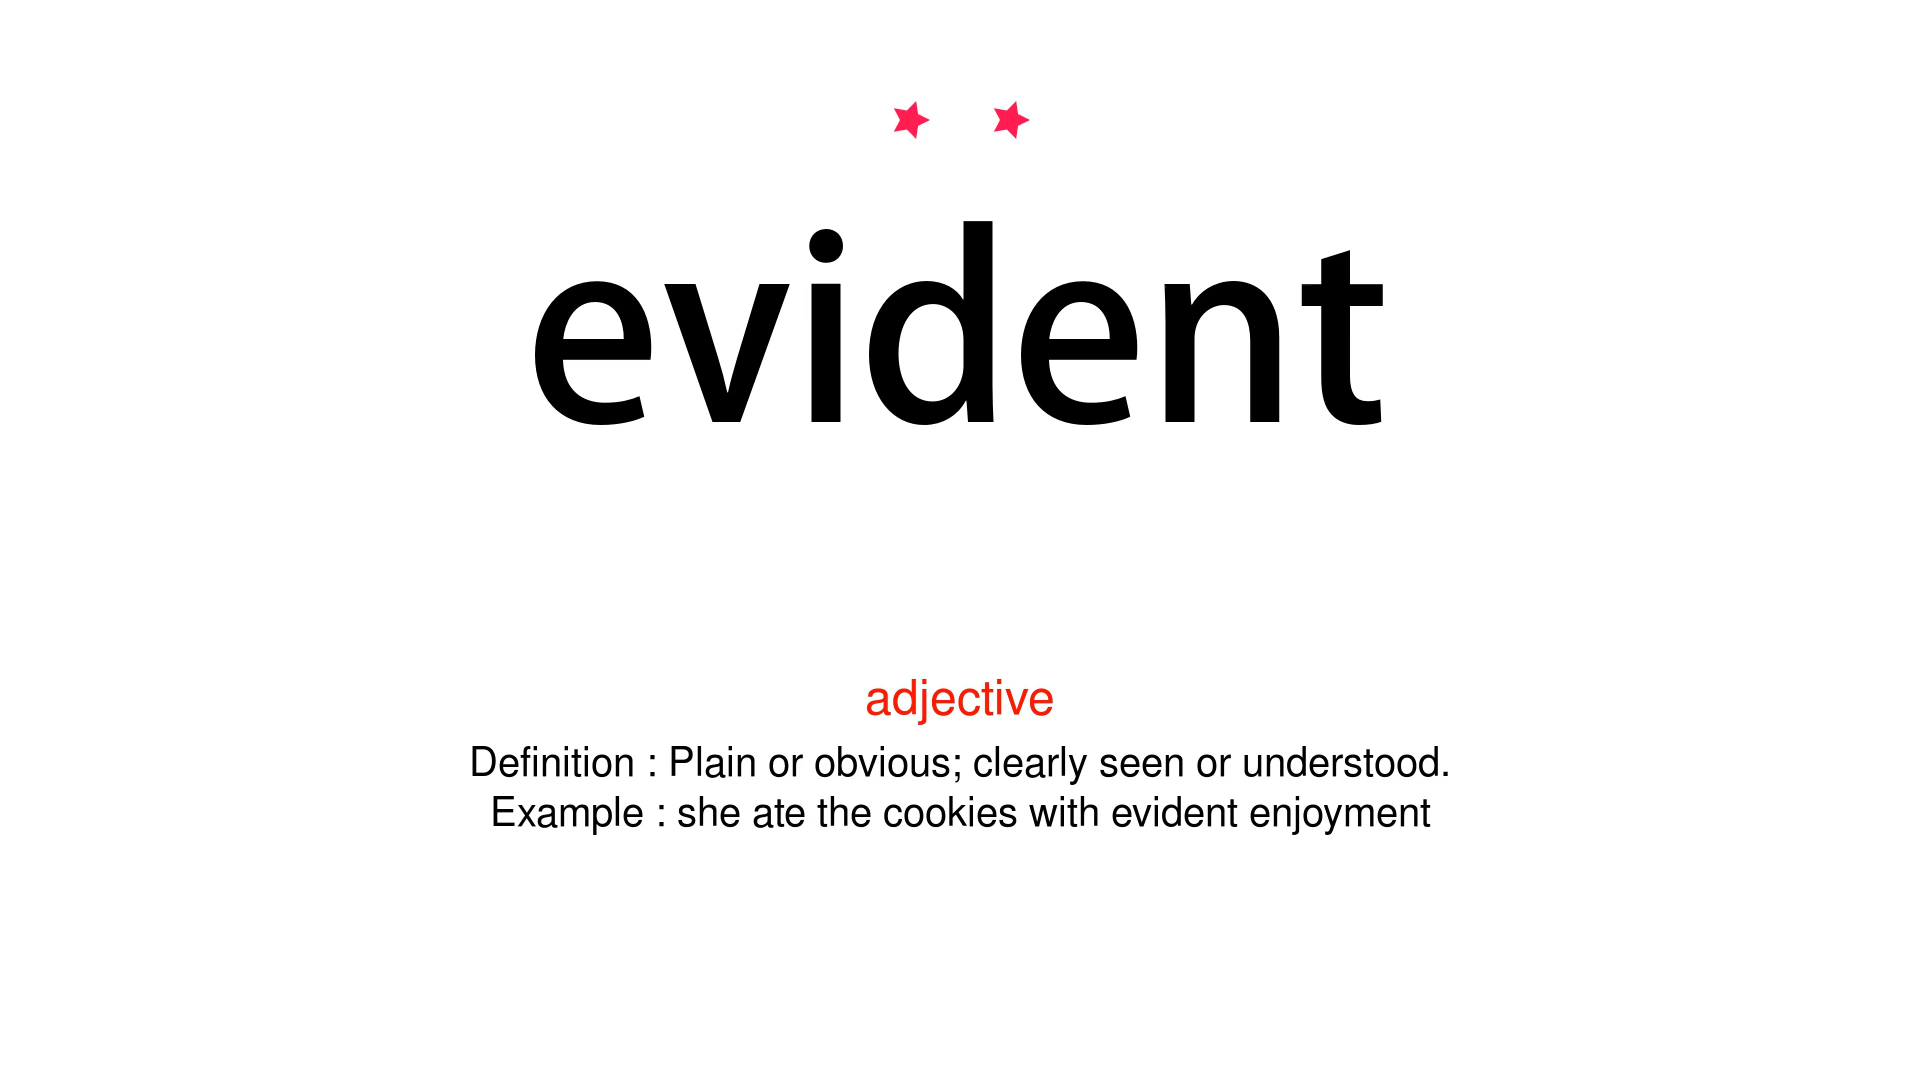 evident
adjective
Definition : Plain or obvious; clearly seen or understood.
Example : she ate the cookies with evident enjoyment